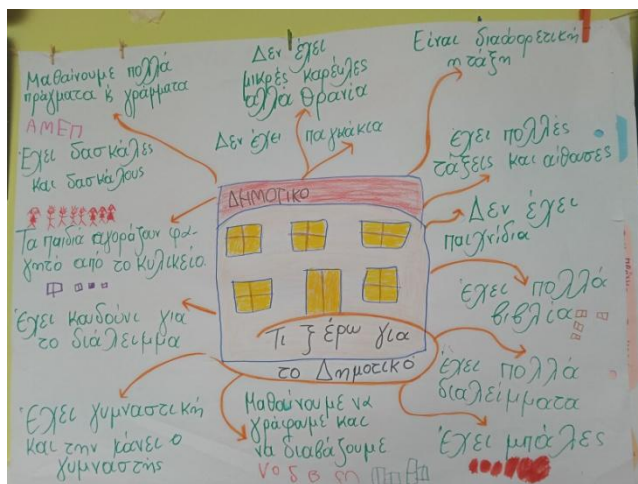 Μαθαίνουμε πολλά
πράγματα & γράμματα
ΑΜΕΠ
Έχει δασκάλες
και δασκάλους
Τα παιδιά αγοράζουν φα-
γητό από το κυλικείο.
Έχει κουδούνι για
το διάλειμμα
Έχει γυμναστική
και την κάνει ο
γυμναστής
Δεν έχει
μικρές καρέκλες
αλλά θρανία
Δεν έχει παγκάκια
Είναι διαφορετική
η τάξη
Έχει πολλές
τάξεις και αίθουσες
Δεν έχει
παιχνίδια
Έχει πολλά
βιβλία
Έχει πολλά
διαλείμματα
Έχει μπάλες
Μαθαίνουμε να
γράφουμε και
να διαβάζουμε
ΔΗΜΟΤΙΚΟ
Τι ξέρω για
το Δημοτικό